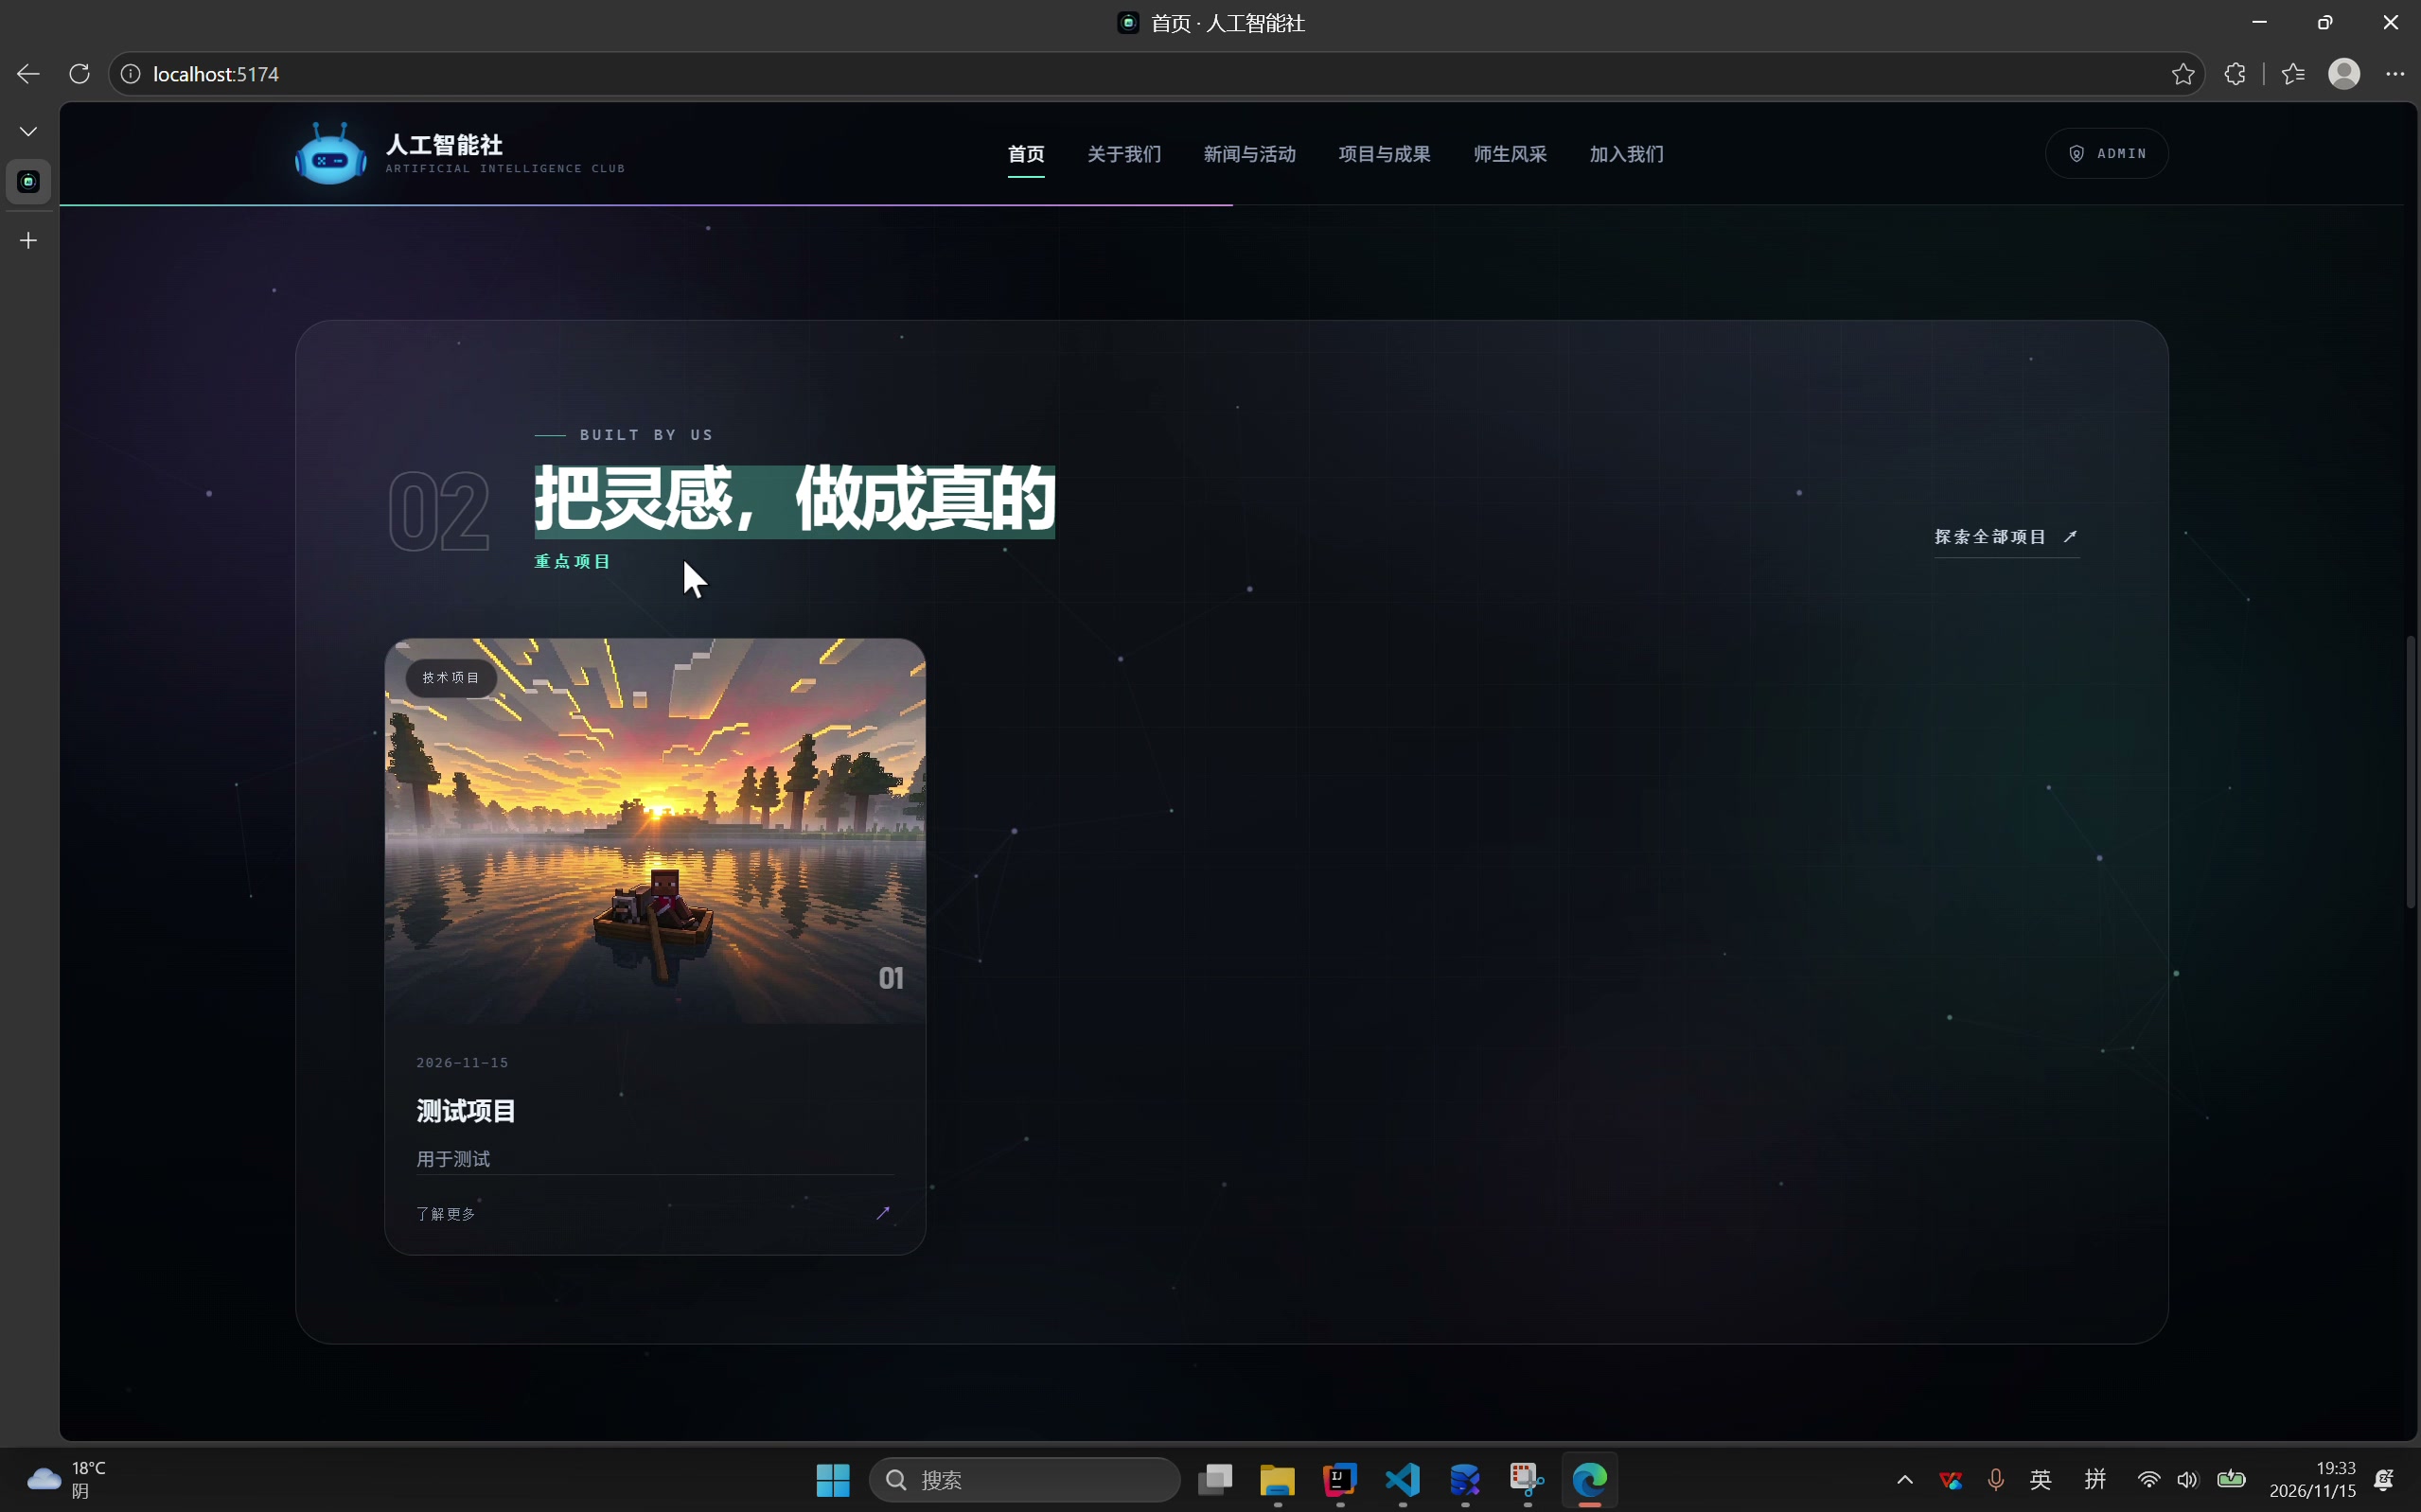 首页 · 人工智能社
localhost:5174
人工智能社
ARTIFICIAL INTELLIGENCE CLUB
首页
关于我们
新闻与活动
项目与成果
师生风采
加入我们
ADMIN
BUILT BY US
02
把灵感，做成真的
重点项目
探索全部项目
技术项目
01
2026-11-15
测试项目
用于测试
了解更多
18°C
阴
搜索
英
拼
19:33
2026/11/15